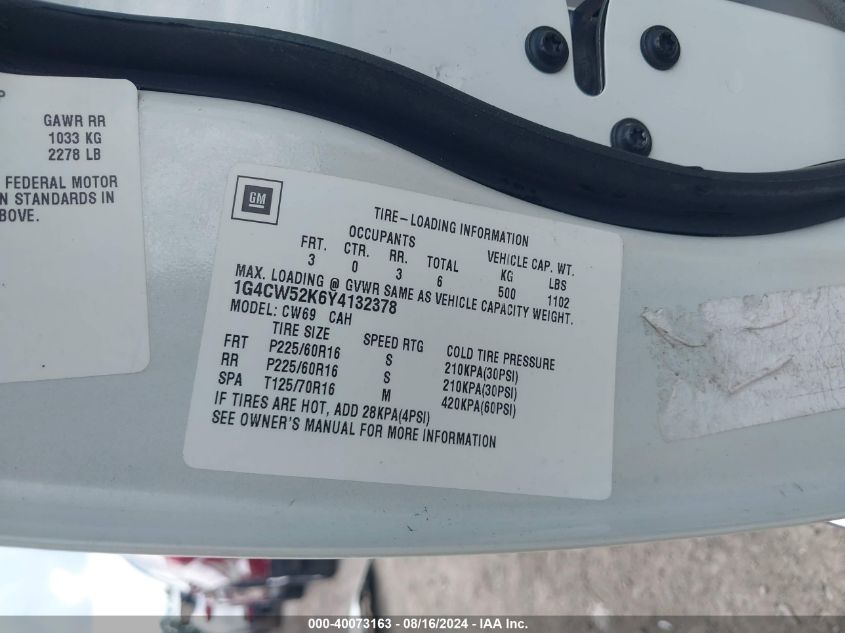 P
GAWR RR
1033 KG
2278 LB
FEDERAL MOTOR
N STANDARDS IN
BOVE.
GM
TIRE-LOADING INFORMATION
OCCUPANTS VEHICLE CAP. WT.
FRT. CTR. RR. TOTAL KG LBS
3 0 3 6 500 1102
MAX. LOADING @ GVWR SAME AS VEHICLE CAPACITY WEIGHT.
1G4CW52K6Y4132378
MODEL: CW69 CAH
TIRE SIZE SPEED RTG COLD TIRE PRESSURE
FRT P225/60R16 S 210KPA(30PSI)
RR P225/60R16 S 210KPA(30PSI)
SPA T125/70R16 M 420KPA(60PSI)
IF TIRES ARE HOT, ADD 28KPA(4PSI)
SEE OWNER'S MANUAL FOR MORE INFORMATION
000-40073163 - 08/16/2024 - IAA Inc.